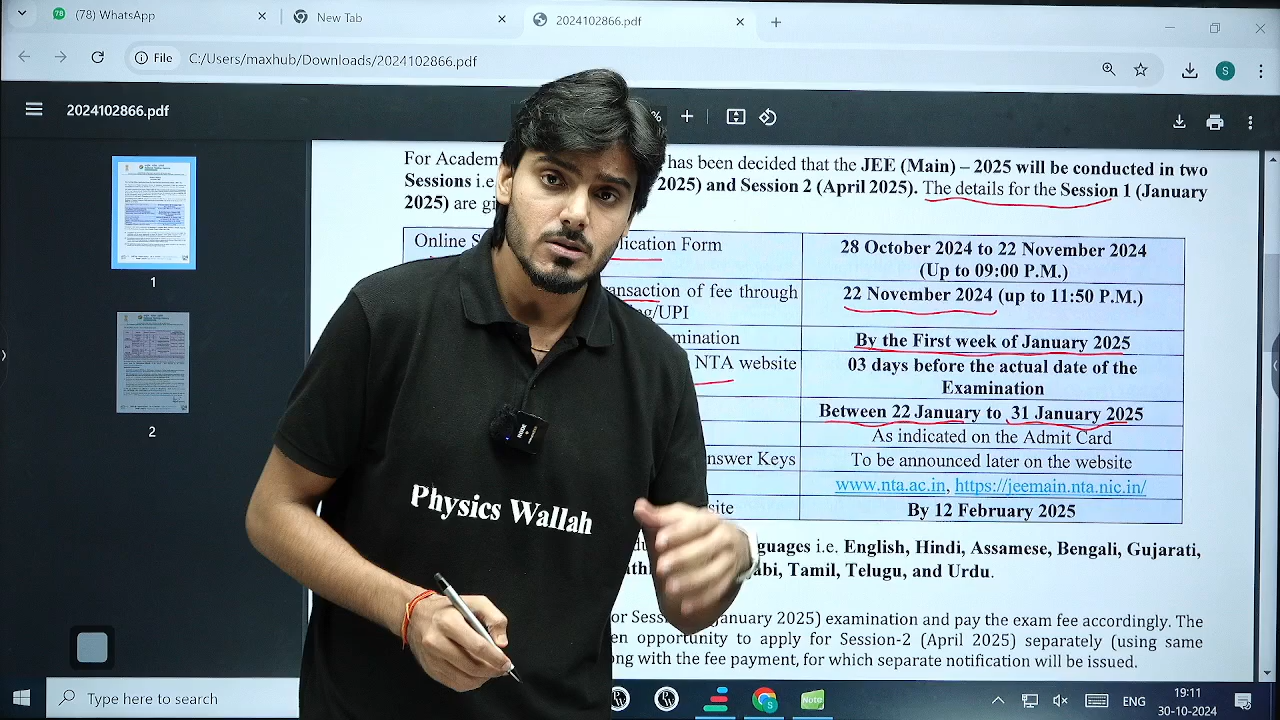 (78) WhatsApp
New Tab
2024102866.pdf
File
C:/Users/maxhub/Downloads/2024102866.pdf
S
2024102866.pdf
%
For Academ
has been decided that the JEE (Main) – 2025 will be conducted in two
Sessions i.e.
2025) and Session 2 (April 2025). The details for the Session 1 (January
2025) are gi
Online S
lication Form
28 October 2024 to 22 November 2024
(Up to 09:00 P.M.)
ransaction of fee through
22 November 2024 (up to 11:50 P.M.)
g/UPI
mination
By the First week of January 2025
NTA website
03 days before the actual date of the
Examination
Between 22 January to 31 January 2025
As indicated on the Admit Card
nswer Keys
To be announced later on the website
www.nta.ac.in, https://jeemain.nta.nic.in/
site
By 12 February 2025
guages i.e. English, Hindi, Assamese, Bengali, Gujarati,
abi, Tamil, Telugu, and Urdu.
or Sess
January 2025) examination and pay the exam fee accordingly. The
en opportunity to apply for Session-2 (April 2025) separately (using same
ong with the fee payment, for which separate notification will be issued.
1
2
Physics Wallah
Type here to search
Note
ENG
19:11
30-10-2024